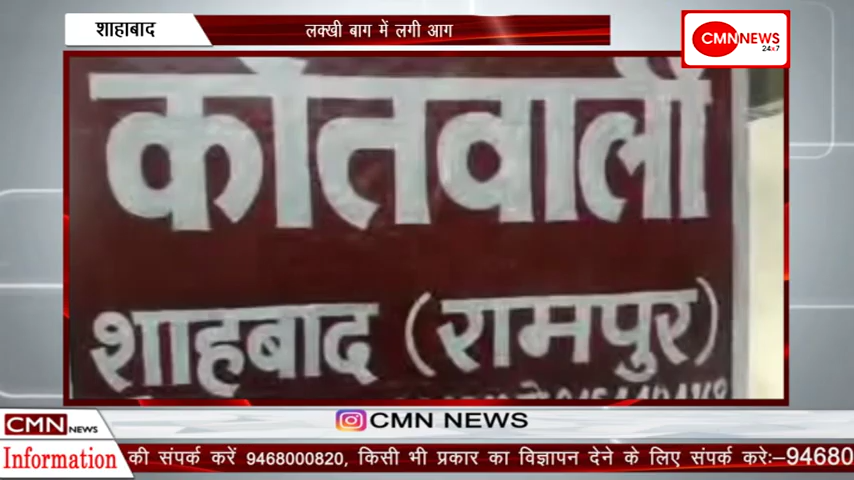 शाहाबाद
लक्खी बाग में लगी आग
CMN NEWS
24x7
कोतवाली
शाहबाद (रामपुर)
CMN NEWS
CMN NEWS
Information
की संपर्क करें 9468000820, किसी भी प्रकार का विज्ञापन देने के लिए संपर्क करेः–94680